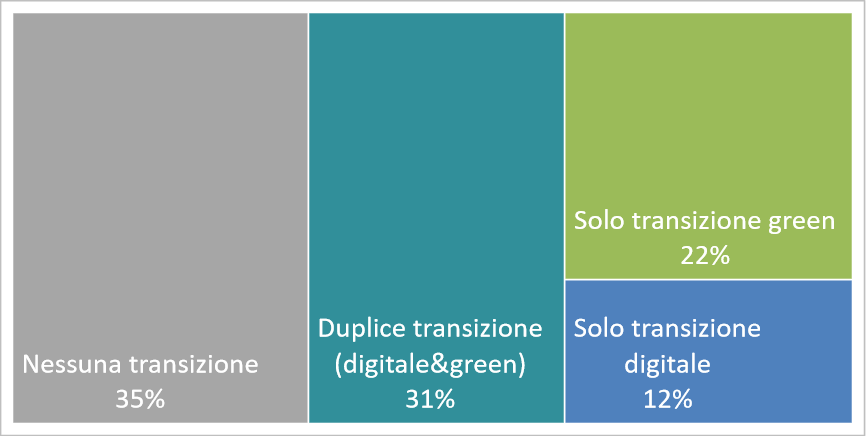 Nessuna transizione
35%
Duplice transizione
(digitale&green)
31%
Solo transizione green
22%
Solo transizione
digitale
12%